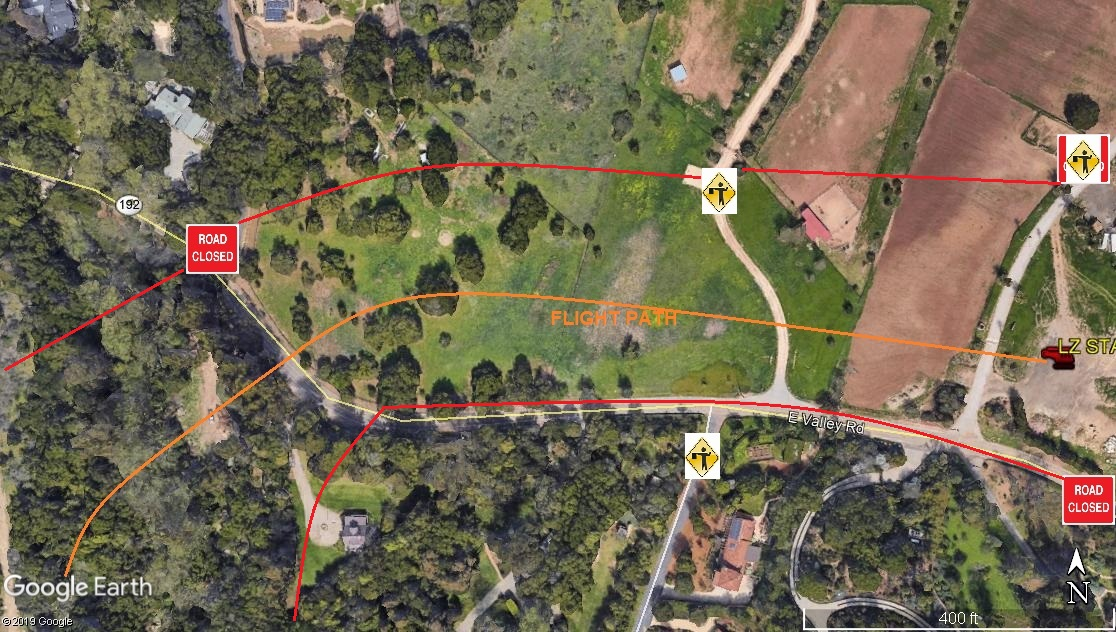 192
ROAD
CLOSED
FLIGHT PATH
LZ STA
E Valley Rd
ROAD
CLOSED
N
400 ft
Google Earth
© 2019 Google